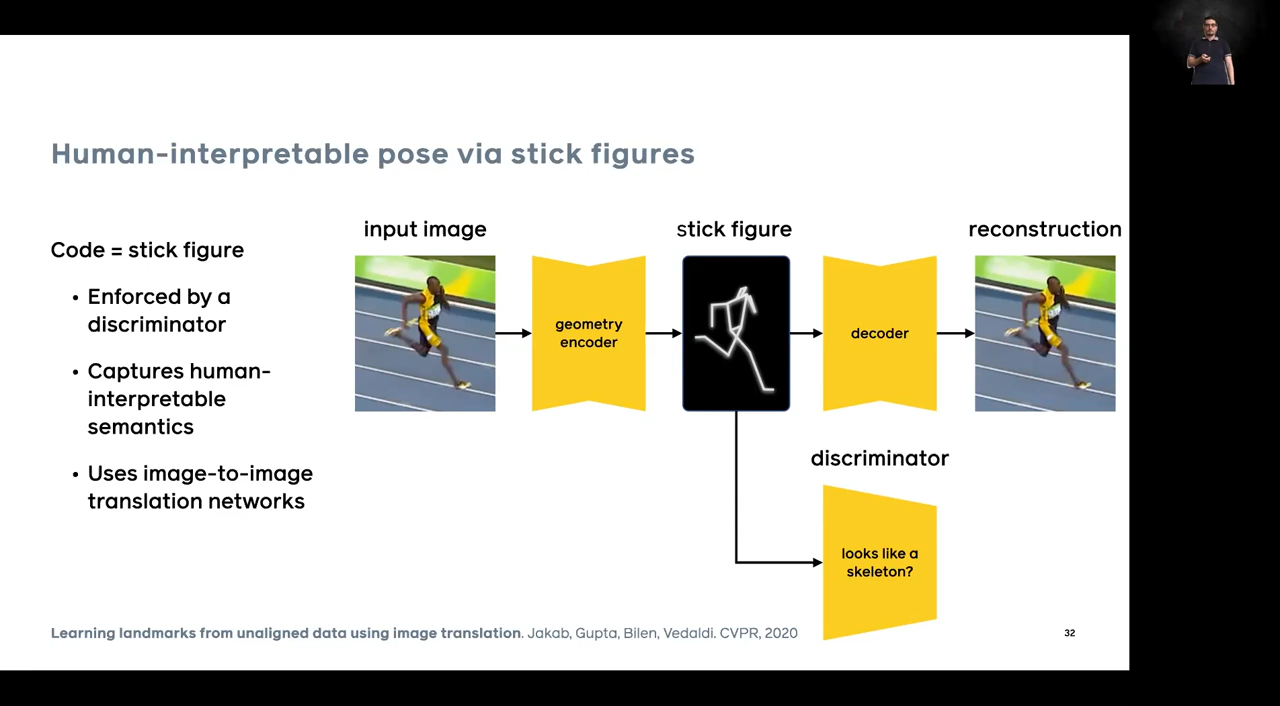 Human-interpretable pose via stick figures
Code = stick figure
• Enforced by a
discriminator
• Captures human-
interpretable
semantics
• Uses image-to-image
translation networks
input image
stick figure
reconstruction
geometry
encoder
decoder
discriminator
looks like a
skeleton?
Learning landmarks from unaligned data using image translation. Jakab, Gupta, Bilen, Vedaldi. CVPR, 2020
32